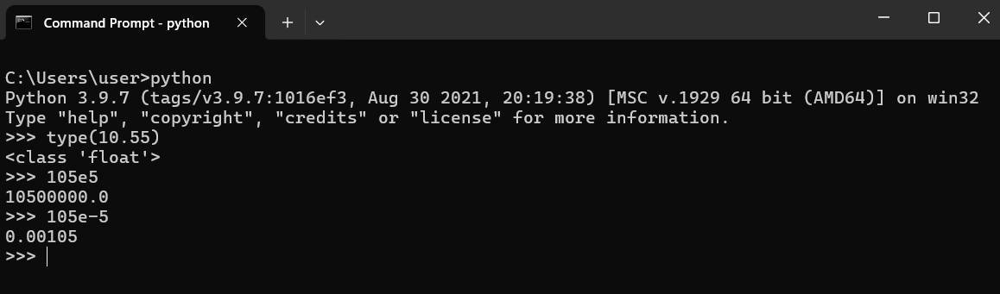 Command Prompt - python
C:\Users\user>python
Python 3.9.7 (tags/v3.9.7:1016ef3, Aug 30 2021, 20:19:38) [MSC v.1929 64 bit (AMD64)] on win32
Type "help", "copyright", "credits" or "license" for more information.
>>> type(10.55)
<class 'float'>
>>> 105e5
10500000.0
>>> 105e-5
0.00105
>>>